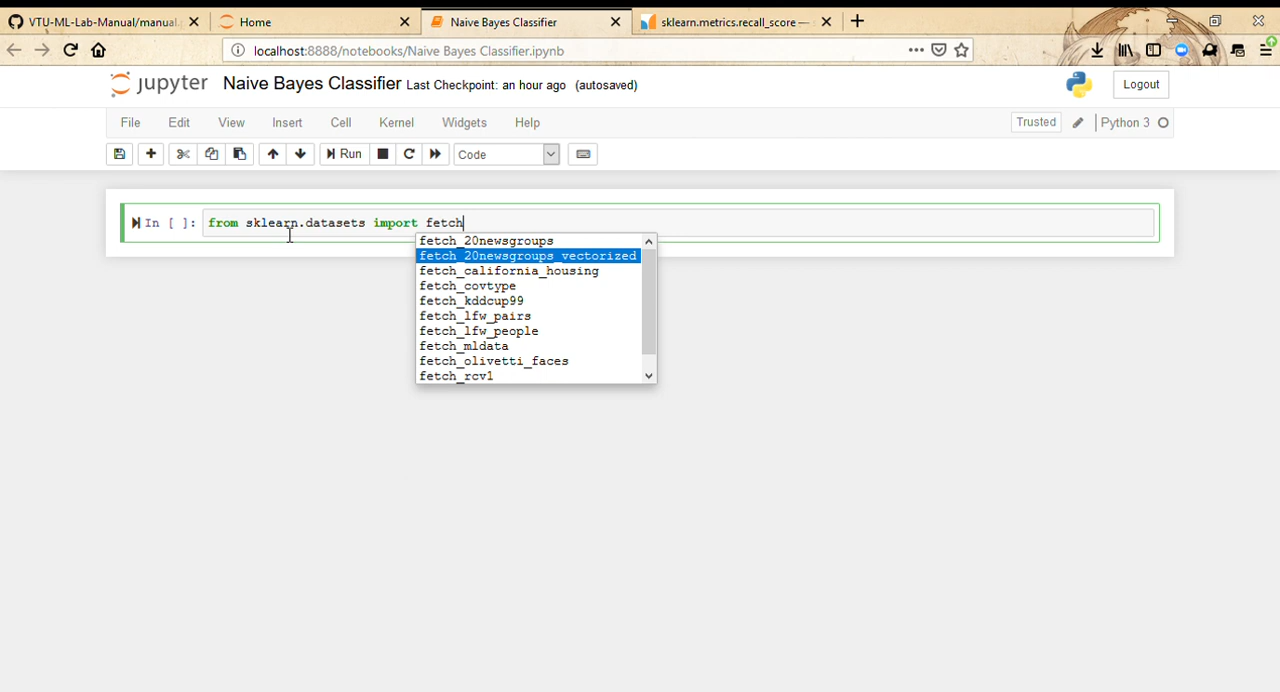 VTU-ML-Lab-Manual/manual.
Home
Naive Bayes Classifier
sklearn.metrics.recall_score — s
localhost:8888/notebooks/Naive Bayes Classifier.ipynb
jupyter Naive Bayes Classifier Last Checkpoint: an hour ago (autosaved)
Logout
File Edit View Insert Cell Kernel Widgets Help
Trusted
Python 3
Run
Code
In [ ]: from sklearn.datasets import fetch
fetch_20newsgroups
fetch_20newsgroups_vectorized
fetch_california_housing
fetch_covtype
fetch_kddcup99
fetch_lfw_pairs
fetch_lfw_people
fetch_mldata
fetch_olivetti_faces
fetch_rcv1